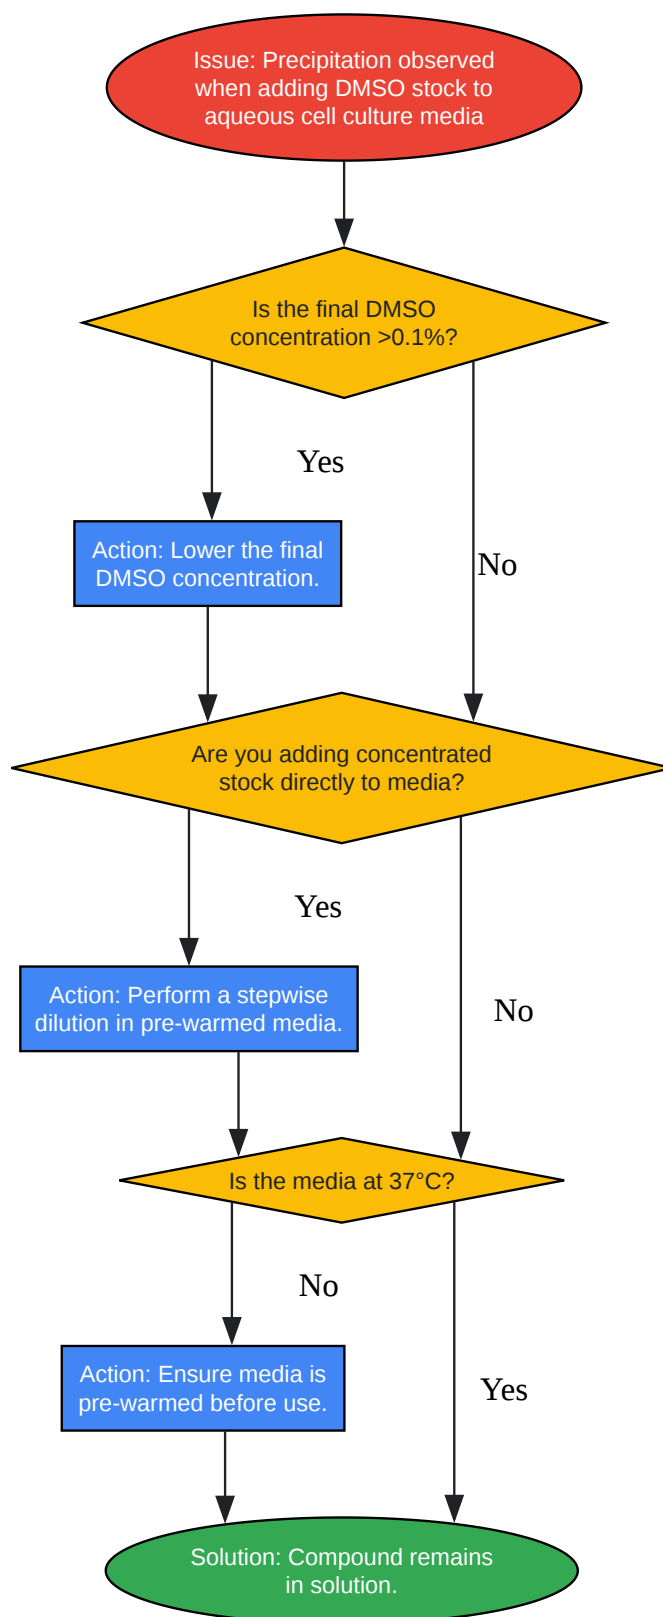 Issue: Precipitation observed
when adding DMSO stock to
aqueous cell culture media
Is the final DMSO
concentration >0.1%?
Yes
Action: Lower the final
DMSO concentration.
No
Are you adding concentrated
stock directly to media?
Yes
Action: Perform a stepwise
dilution in pre-warmed media.
No
Is the media at 37°C?
No
Action: Ensure media is
pre-warmed before use.
Yes
Solution: Compound remains
in solution.